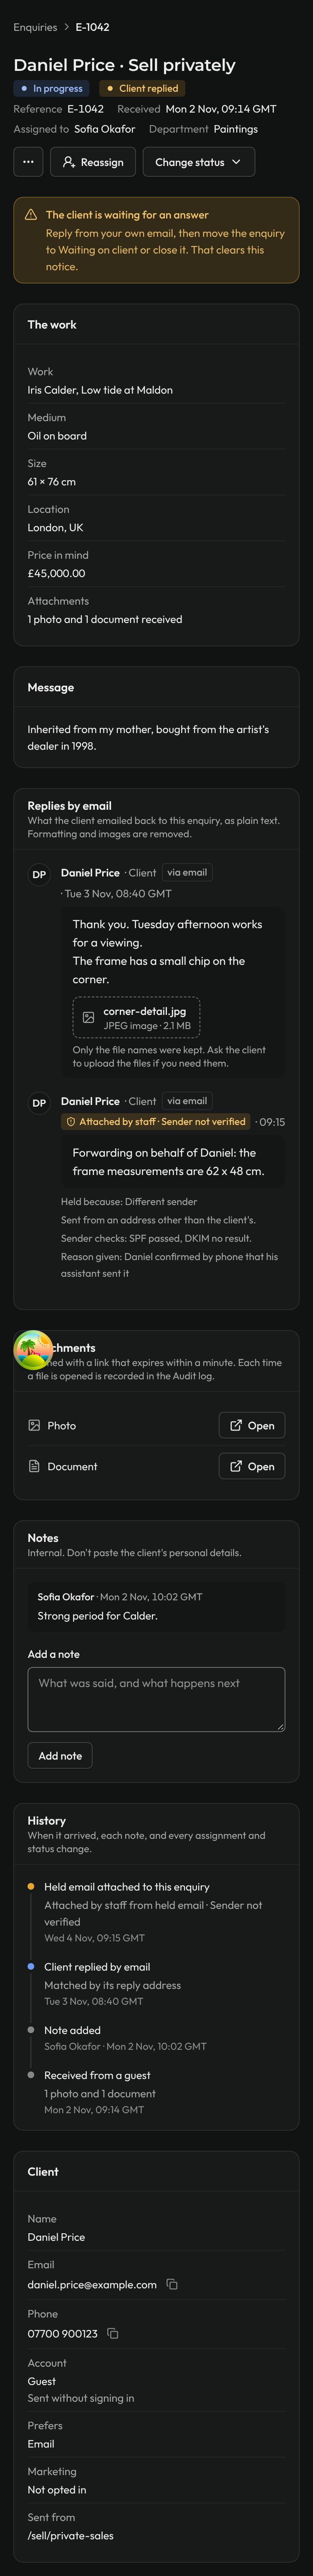 Enquiries > E-1042
Daniel Price · Sell privately
In progress
Client replied
Reference E-1042 Received Mon 2 Nov, 09:14 GMT
Assigned to Sofia Okafor Department Paintings
Reassign
Change status
The client is waiting for an answer
Reply from your own email, then move the enquiry
to Waiting on client or close it. That clears this
notice.
The work
Work
Iris Calder, Low tide at Maldon
Medium
Oil on board
Size
61 × 76 cm
Location
London, UK
Price in mind
£45,000.00
Attachments
1 photo and 1 document received
Message
Inherited from my mother, bought from the artist's
dealer in 1998.
Replies by email
What the client emailed back to this enquiry, as plain text.
Formatting and images are removed.
DP
Daniel Price · Client via email
· Tue 3 Nov, 08:40 GMT
Thank you. Tuesday afternoon works
for a viewing.
The frame has a small chip on the
corner.
corner-detail.jpg
JPEG image · 2.1 MB
Only the file names were kept. Ask the client
to upload the files if you need them.
DP
Daniel Price · Client via email
Attached by staff · Sender not verified · 09:15
Forwarding on behalf of Daniel: the
frame measurements are 62 x 48 cm.
Held because: Different sender
Sent from an address other than the client's.
Sender checks: SPF passed, DKIM no result.
Reason given: Daniel confirmed by phone that his
assistant sent it
chments
ned with a link that expires within a minute. Each time
a file is opened is recorded in the Audit log.
Photo
Open
Document
Open
Notes
Internal. Don't paste the client's personal details.
Sofia Okafor · Mon 2 Nov, 10:02 GMT
Strong period for Calder.
Add a note
What was said, and what happens next
Add note
History
When it arrived, each note, and every assignment and
status change.
Held email attached to this enquiry
Attached by staff from held email · Sender not
verified
Wed 4 Nov, 09:15 GMT
Client replied by email
Matched by its reply address
Tue 3 Nov, 08:40 GMT
Note added
Sofia Okafor · Mon 2 Nov, 10:02 GMT
Received from a guest
1 photo and 1 document
Mon 2 Nov, 09:14 GMT
Client
Name
Daniel Price
Email
daniel.price@example.com
Phone
07700 900123
Account
Guest
Sent without signing in
Prefers
Email
Marketing
Not opted in
Sent from
/sell/private-sales